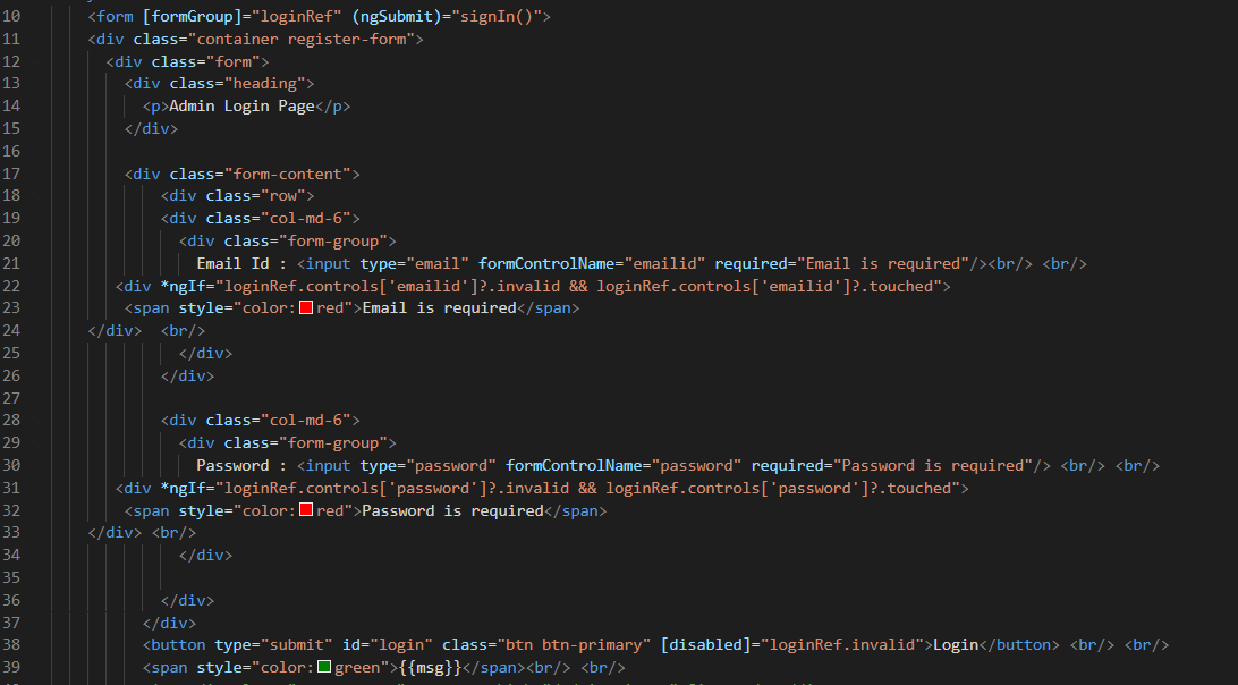 10 <form [formGroup]="loginRef" (ngSubmit)="signIn()">
11 <div class="container register-form">
12 <div class="form">
13 <div class="heading">
14 <p>Admin Login Page</p>
15 </div>
16
17 <div class="form-content">
18 <div class="row">
19 <div class="col-md-6">
20 <div class="form-group">
21 Email Id : <input type="email" formControlName="emailid" required="Email is required"/><br/> <br/>
22 <div *ngIf="loginRef.controls['emailid']?.invalid && loginRef.controls['emailid']?.touched">
23 <span style="color:red">Email is required</span>
24 </div> <br/>
25 </div>
26 </div>
27
28 <div class="col-md-6">
29 <div class="form-group">
30 Password : <input type="password" formControlName="password" required="Password is required"/> <br/> <br/>
31 <div *ngIf="loginRef.controls['password']?.invalid && loginRef.controls['password']?.touched">
32 <span style="color:red">Password is required</span>
33 </div> <br/>
34 </div>
35
36 </div>
37 </div>
38 <button type="submit" id="login" class="btn btn-primary" [disabled]="loginRef.invalid">Login</button> <br/> <br/>
39 <span style="color:green">{{msg}}</span><br/> <br/>